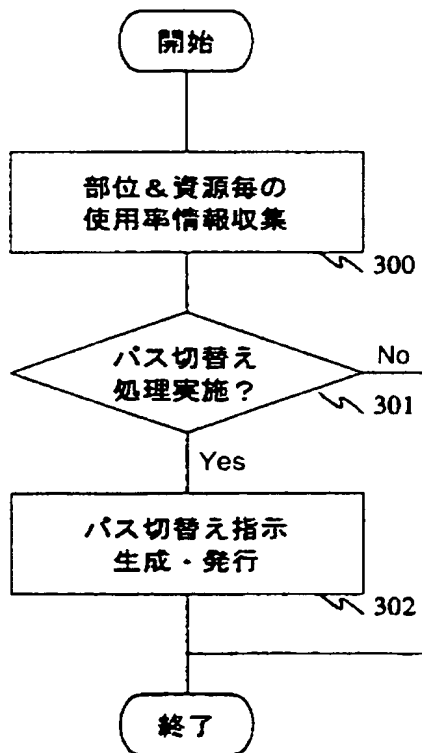 開始
部位＆資源毎の
使用率情報収集
300
パス切替え
処理実施？
No
301
Yes
パス切替え指示
生成・発行
302
終了